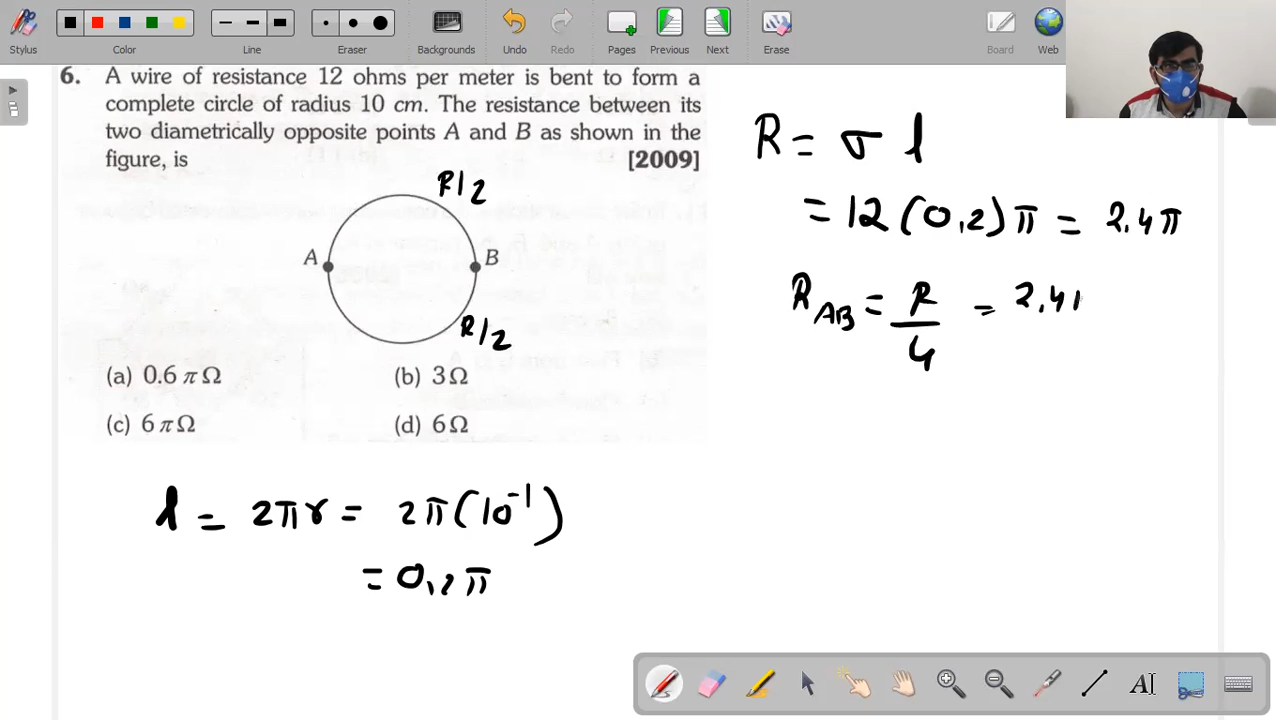 Stylus
Color
Line
Eraser
Backgrounds
Undo
Redo
Pages
Previous
Next
Erase
Board
Web
6. A wire of resistance 12 ohms per meter is bent to form a
complete circle of radius 10 cm. The resistance between its
two diametrically opposite points A and B as shown in the
figure, is [2009]
R/2
A
B
R/2
(a) 0.6 π Ω (b) 3 Ω
(c) 6 π Ω (d) 6 Ω
l = 2πr = 2π(10⁻¹)
= 0.2π
R = σ l
= 12 (0.2) π = 2.4π
R_AB = R/4 = 2.41
AI